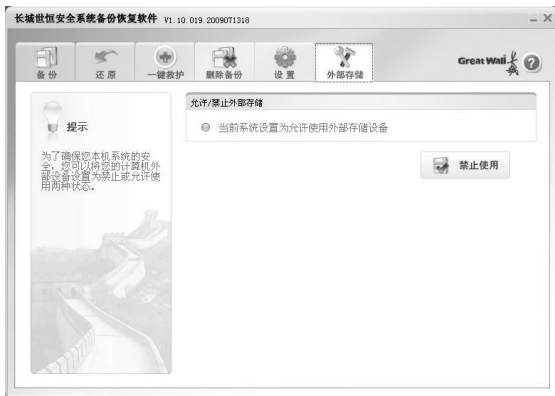 长城世恒安全系统备份恢复软件 V1.10.019.2009071318
备份 还原 一键救护 删除备份 设置 外部存储 Great Wall
提示
为了确保您本机系统的安
全，您可以将您的计算机外
部设备设置为禁止或允许使
用两种状态。
允许/禁止外部存储
当前系统设置为允许使用外部存储设备
禁止使用